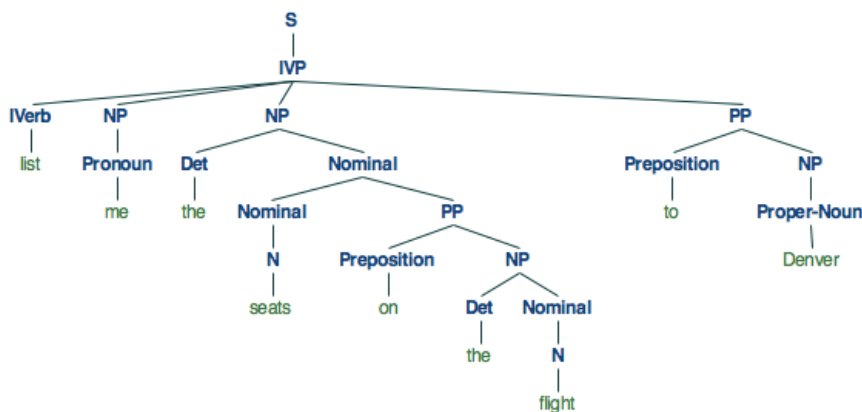 S
IVP
IVerb NP NP PP
list Pronoun Det Nominal Preposition NP
me the Nominal PP to Proper-Noun
N Preposition NP Denver
seats on Det Nominal
the N
flight